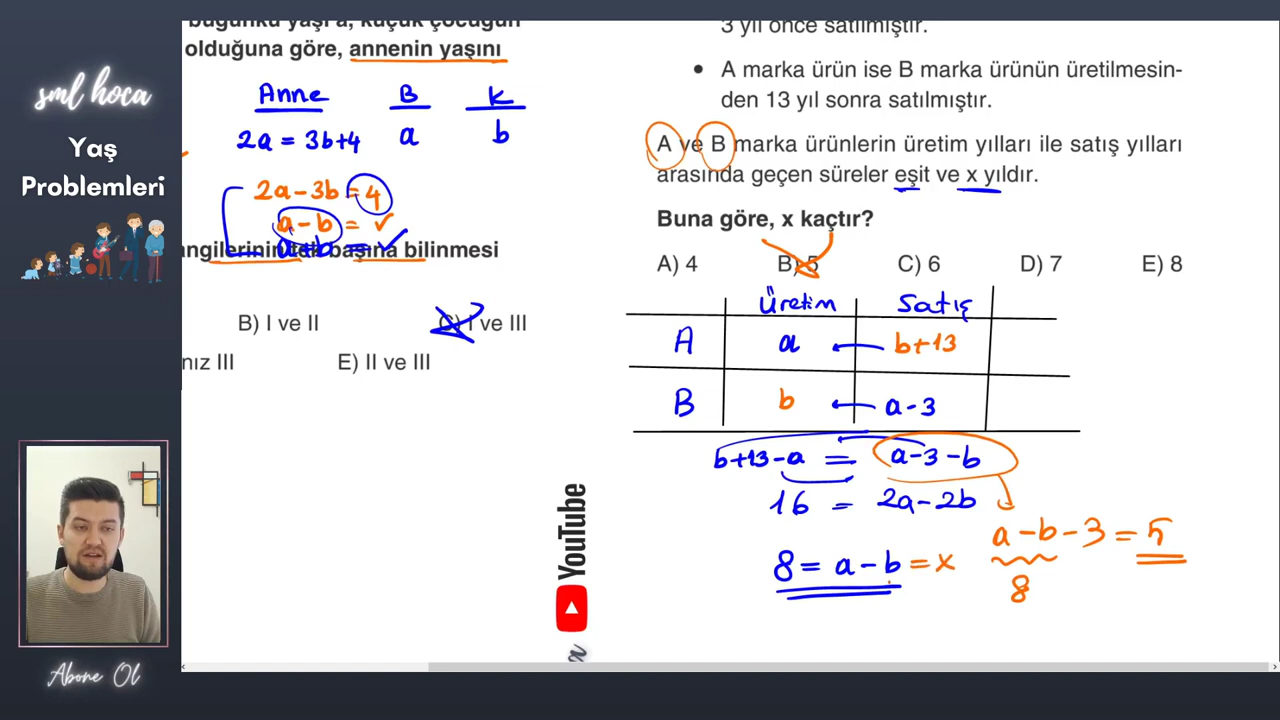 sml hoca
Yaş
Problemleri
Abone Ol
bugünkü yaşı a, küçük çocuğun
olduğuna göre, annenin yaşını
Anne B K
2a = 3b+4 a b
2a-3b = 4
a-b =
a+b =
angilerinin tek başına bilinmesi
B) I ve II C) I ve III
nız III E) II ve III
YouTube
a
3 yıl önce satılmıştır.
• A marka ürün ise B marka ürünün üretilmesin-
den 13 yıl sonra satılmıştır.
A ve B marka ürünlerin üretim yılları ile satış yılları
arasında geçen süreler eşit ve x yıldır.
Buna göre, x kaçtır?
A) 4 B) 5 C) 6 D) 7 E) 8
Üretim Satış
A a b+13
B b a-3
b+13-a = a-3-b
16 = 2a-2b
a-b-3 = 5
8 = a-b = x
8